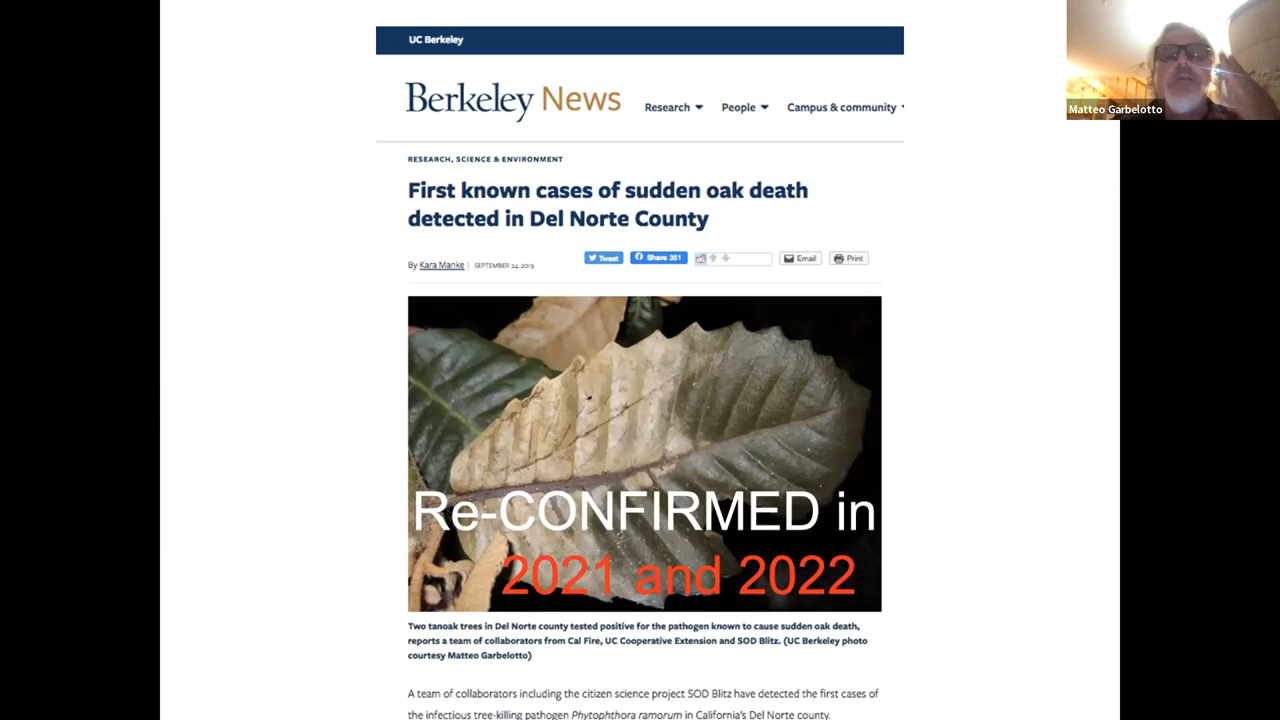 UC Berkeley
Berkeley News
Research
People
Campus & community
Matteo Garbelotto
RESEARCH, SCIENCE & ENVIRONMENT
First known cases of sudden oak death
detected in Del Norte County
By Kara Manke | SEPTEMBER 24, 2019
Tweet
Share 351
Email
Print
Re-CONFIRMED in
2021 and 2022
Two tanoak trees in Del Norte county tested positive for the pathogen known to cause sudden oak death,
reports a team of collaborators from Cal Fire, UC Cooperative Extension and SOD Blitz. (UC Berkeley photo
courtesy Matteo Garbelotto)
A team of collaborators including the citizen science project SOD Blitz have detected the first cases of
the infectious tree-killing pathogen Phytophthora ramorum in California's Del Norte county.